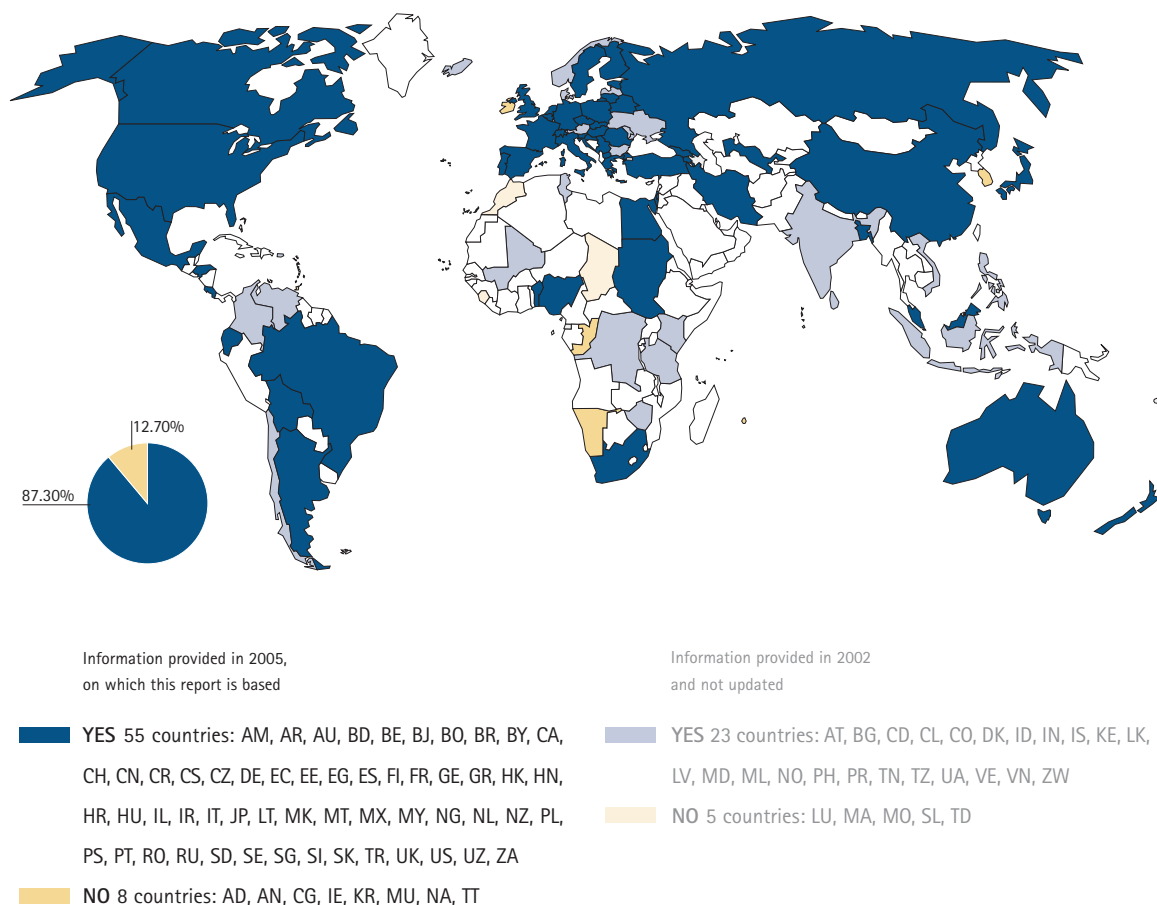 12.70%
87.30%
Information provided in 2005,
on which this report is based
YES 55 countries: AM, AR, AU, BD, BE, BJ, BO, BR, BY, CA,
CH, CN, CR, CS, CZ, DE, EC, EE, EG, ES, FI, FR, GE, GR, HK, HN,
HR, HU, IL, IR, IT, JP, LT, MK, MT, MX, MY, NG, NL, NZ, PL,
PS, PT, RO, RU, SD, SE, SG, SI, SK, TR, UK, US, UZ, ZA
NO 8 countries: AD, AN, CG, IE, KR, MU, NA, TT
Information provided in 2002
and not updated
YES 23 countries: AT, BG, CD, CL, CO, DK, ID, IN, IS, KE, LK,
LV, MD, ML, NO, PH, PR, TN, TZ, UA, VE, VN, ZW
NO 5 countries: LU, MA, MO, SL, TD